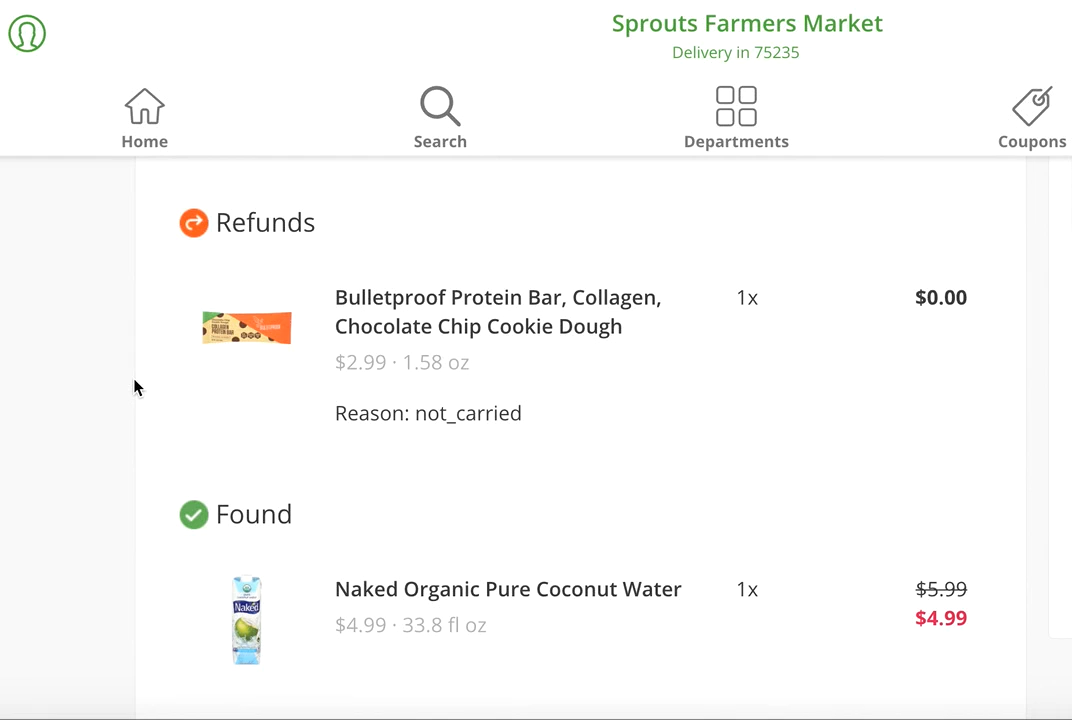 Sprouts Farmers Market
Delivery in 75235
Home
Search
Departments
Coupons
Refunds
Bulletproof Protein Bar, Collagen,
Chocolate Chip Cookie Dough
1x
$0.00
$2.99 · 1.58 oz
Reason: not_carried
Found
Naked Organic Pure Coconut Water
1x
$5.99
$4.99
$4.99 · 33.8 fl oz
Naked